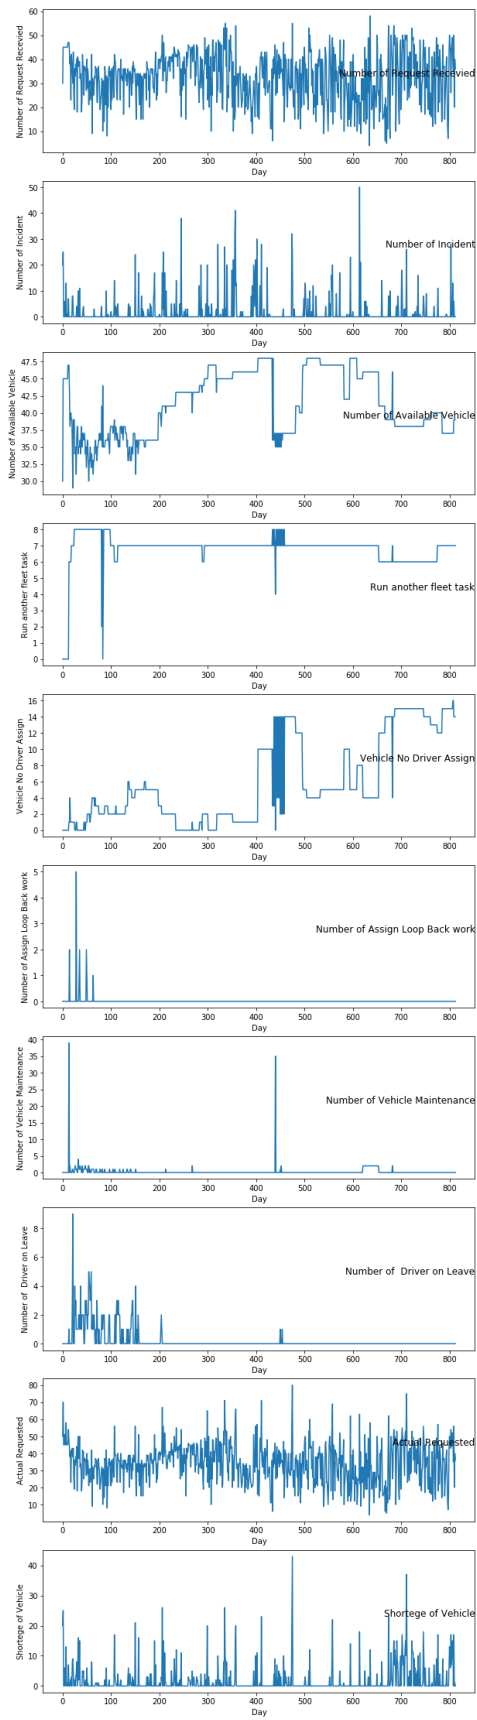 60
50
40
30
20
10
Number of Request Recevied
Number of Request Recevied
0 100 200 300 400 500 600 700 800
Day
50
40
30
20
10
0
Number of Incident
Number of Incident
0 100 200 300 400 500 600 700 800
Day
47.5
45.0
42.5
40.0
37.5
35.0
32.5
30.0
Number of Available Vehicle
Number of Available Vehicle
0 100 200 300 400 500 600 700 800
Day
8
7
6
5
4
3
2
1
0
Run another fleet task
Run another fleet task
0 100 200 300 400 500 600 700 800
Day
16
14
12
10
8
6
4
2
0
Vehicle No Driver Assign
Vehicle No Driver Assign
0 100 200 300 400 500 600 700 800
Day
5
4
3
2
1
0
Number of Assign Loop Back work
Number of Assign Loop Back work
0 100 200 300 400 500 600 700 800
Day
40
35
30
25
20
15
10
5
0
Number of Vehicle Maintenance
Number of Vehicle Maintenance
0 100 200 300 400 500 600 700 800
Day
8
6
4
2
0
Number of  Driver on Leave
Number of  Driver on Leave
0 100 200 300 400 500 600 700 800
Day
80
70
60
50
40
30
20
10
Actual Requested
Actual Requested
0 100 200 300 400 500 600 700 800
Day
40
30
20
10
0
Shortege of Vehicle
Shortege of Vehicle
0 100 200 300 400 500 600 700 800
Day